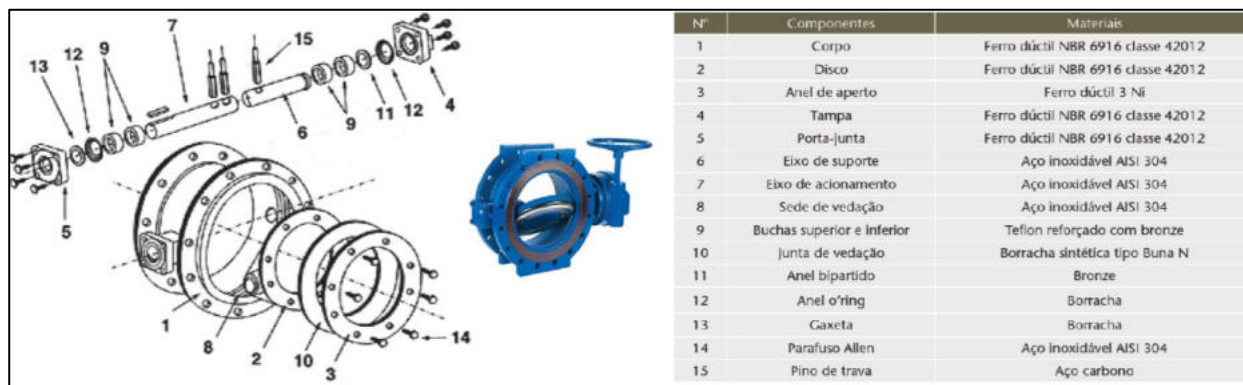 7
15
9
12
13
4
12
11
9
6
5
1
8
2
10
3
14
Nº Componentes Materiais
1 Corpo Ferro dúctil NBR 6916 classe 42012
2 Disco Ferro dúctil NBR 6916 classe 42012
3 Anel de aperto Ferro dúctil 3 Ni
4 Tampa Ferro dúctil NBR 6916 classe 42012
5 Porta-junta Ferro dúctil NBR 6916 classe 42012
6 Eixo de suporte Aço inoxidável AISI 304
7 Eixo de acionamento Aço inoxidável AISI 304
8 Sede de vedação Aço inoxidável AISI 304
9 Buchas superior e inferior Teflon reforçado com bronze
10 Junta de vedação Borracha sintética tipo Buna N
11 Anel bipartido Bronze
12 Anel o'ring Borracha
13 Gaxeta Borracha
14 Parafuso Allen Aço inoxidável AISI 304
15 Pino de trava Aço carbono